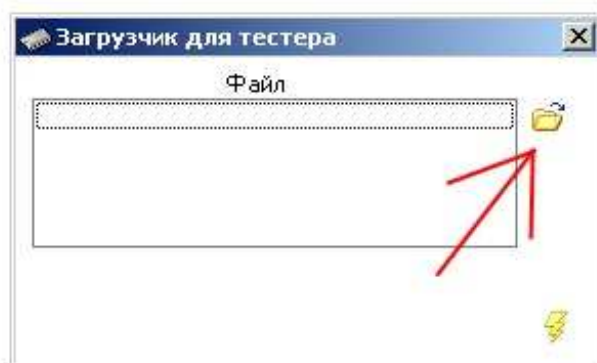 Загрузчик для тестера
Файл